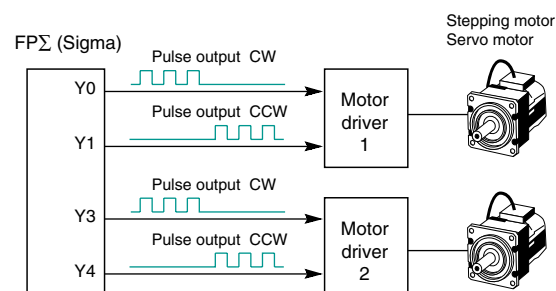 Stepping motor
Servo motor
FPΣ (Sigma)
Pulse output CW
Y0
Pulse output CCW
Y1
Motor
driver
1
Pulse output CW
Y3
Pulse output CCW
Y4
Motor
driver
2